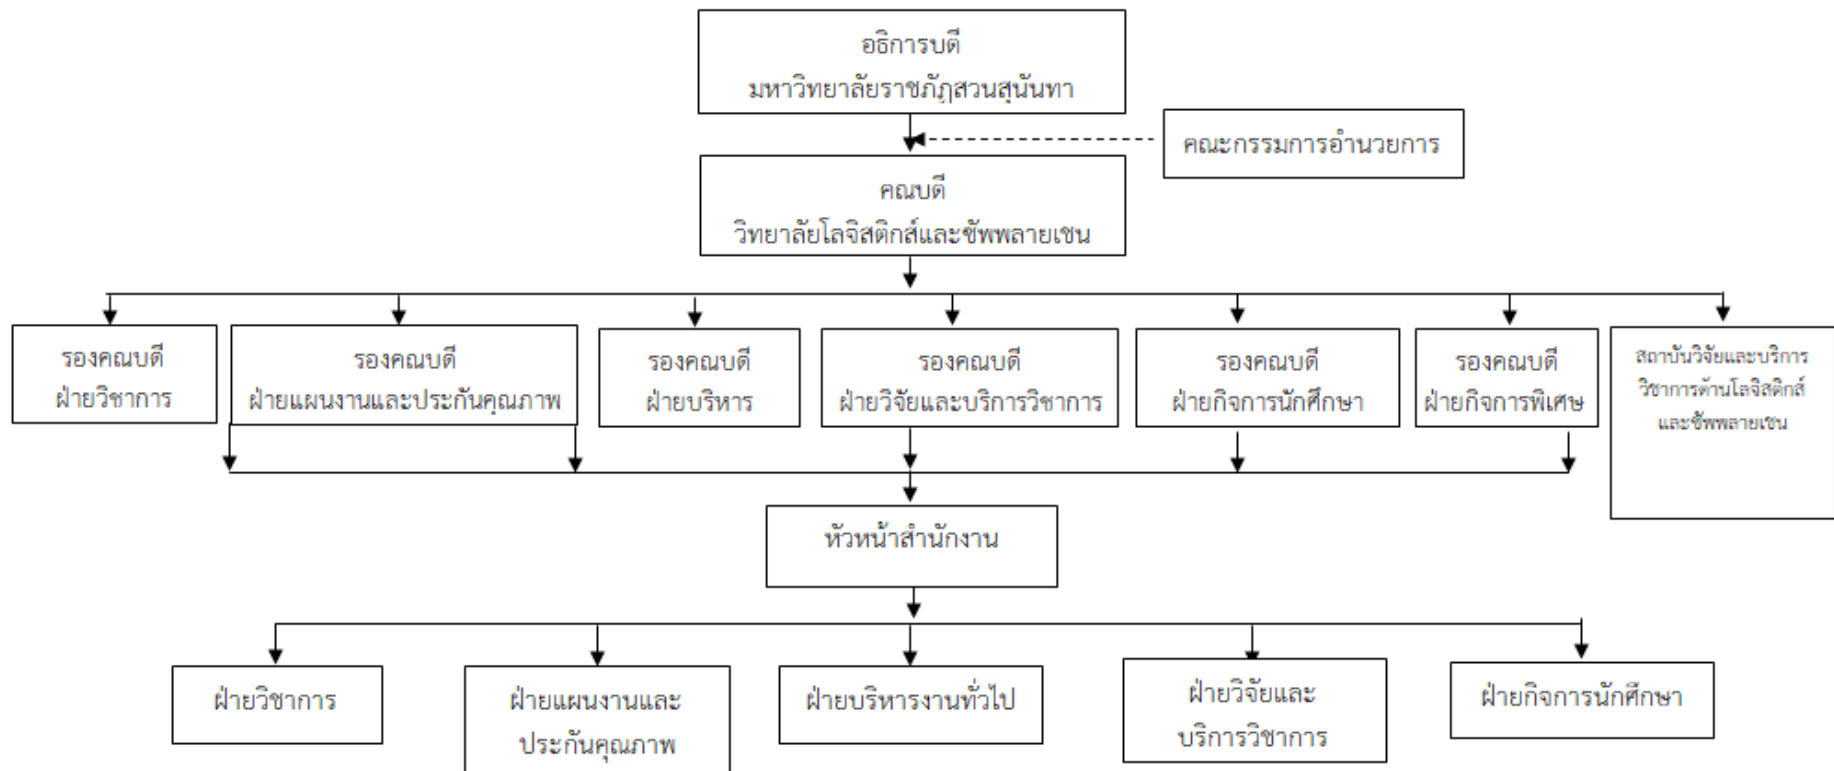 อธิการบดี
มหาวิทยาลัยราชภัฏสวนสุนันทา
คณะกรรมการอำนวยการ
คณบดี
วิทยาลัยโลจิสติกส์และซัพพลายเชน
รองคณบดี
ฝ่ายวิชาการ
รองคณบดี
ฝ่ายแผนงานและประกันคุณภาพ
รองคณบดี
ฝ่ายบริหาร
รองคณบดี
ฝ่ายวิจัยและบริการวิชาการ
รองคณบดี
ฝ่ายกิจการนักศึกษา
รองคณบดี
ฝ่ายกิจการพิเศษ
สถาบันวิจัยและบริการ
วิชาการด้านโลจิสติกส์
และซัพพลายเชน
หัวหน้าสำนักงาน
ฝ่ายวิชาการ
ฝ่ายแผนงานและ
ประกันคุณภาพ
ฝ่ายบริหารงานทั่วไป
ฝ่ายวิจัยและ
บริการวิชาการ
ฝ่ายกิจการนักศึกษา